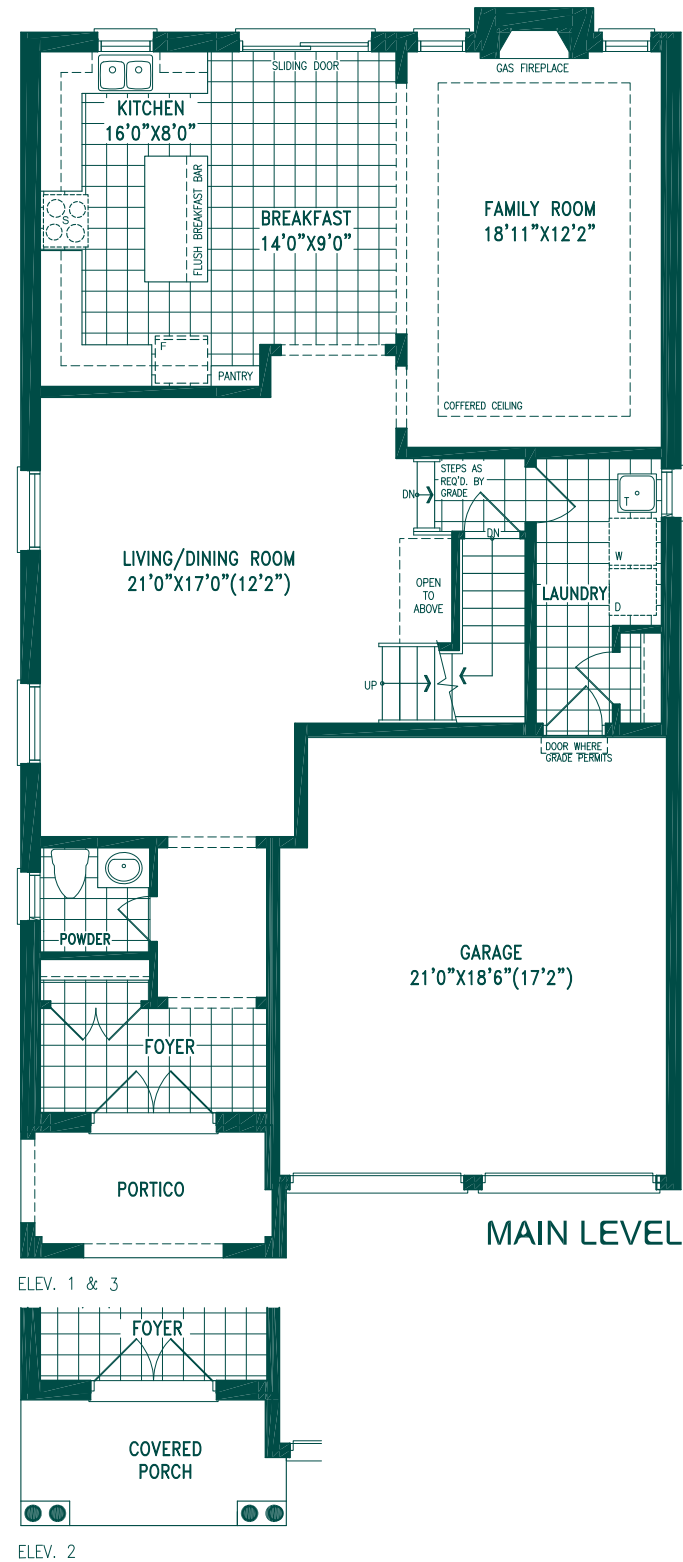 SLIDING DOOR
GAS FIREPLACE
KITCHEN
16'0"X8'0"
S
FLUSH BREAKFAST BAR
BREAKFAST
14'0"X9'0"
FAMILY ROOM
18'11"X12'2"
F
PANTRY
COFFERED CEILING
STEPS AS
REQ'D. BY
GRADE
DN
DN
T
W
D
LAUNDRY
LIVING/DINING ROOM
21'0"X17'0"(12'2")
OPEN
TO
ABOVE
UP
DOOR WHERE
GRADE PERMITS
POWDER
GARAGE
21'0"X18'6"(17'2")
FOYER
PORTICO
MAIN LEVEL
ELEV. 1 & 3
FOYER
COVERED
PORCH
ELEV. 2